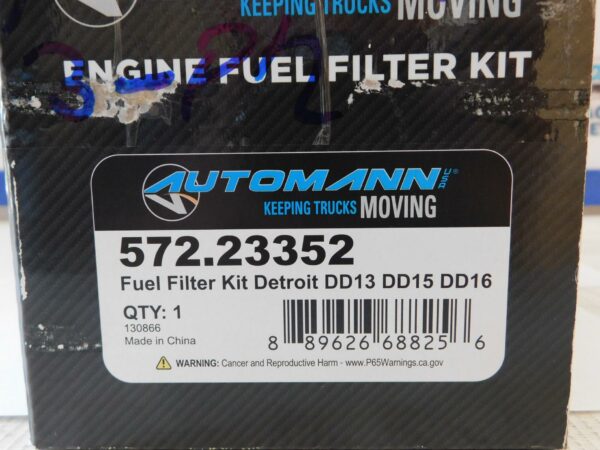 KEEPING TRUCKS MOVING
ENGINE FUEL FILTER KIT
AUTOMANN USA®
KEEPING TRUCKS MOVING
572.23352
Fuel Filter Kit Detroit DD13 DD15 DD16
QTY: 1
130866
Made in China
8 89626 68825 6
WARNING: Cancer and Reproductive Harm - www.P65Warnings.ca.gov